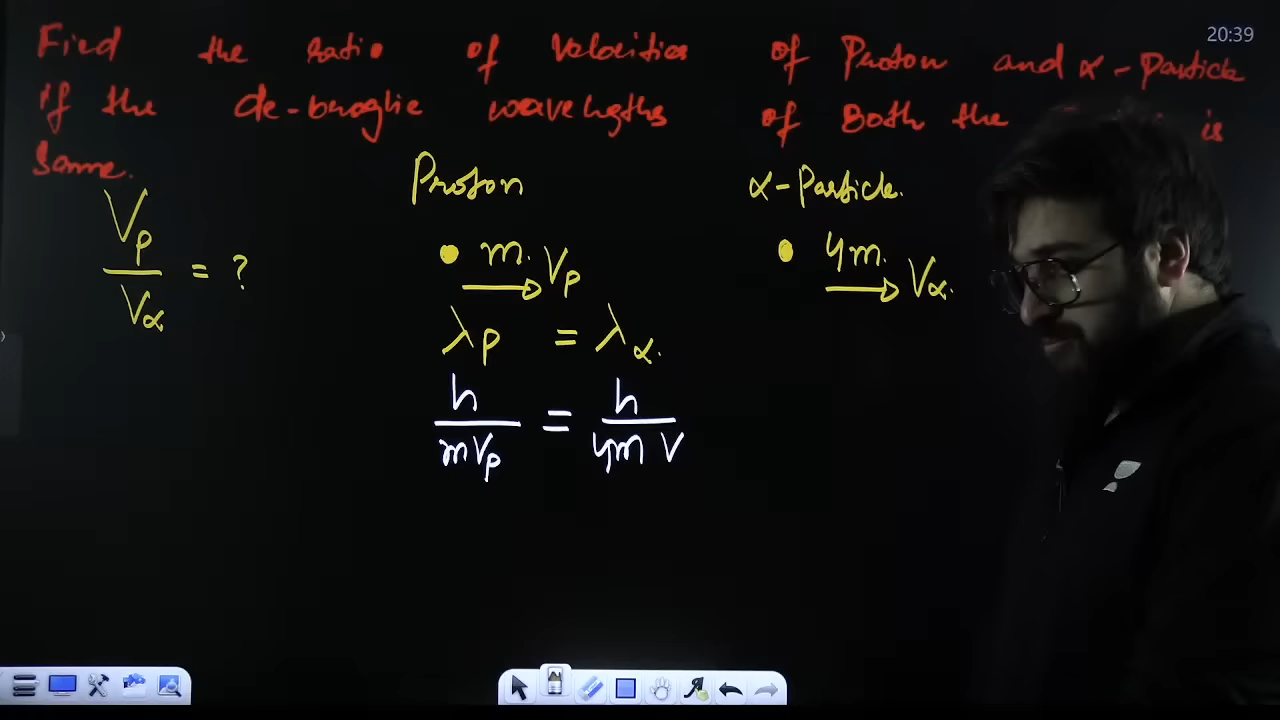 20:39
Find the ratio of velocities of Proton and α-Particle
if the de-broglie wavelengths of Both the is
same.
Proton α-Particle.
Vp / Vα = ?
m. Vp 4m. Vα.
λp = λα.
h / mVp = h / 4m V